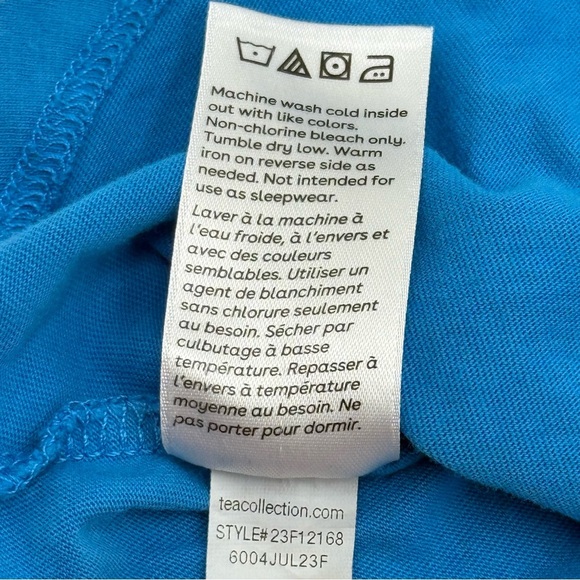 Machine wash cold inside
out with like colors.
Non-chlorine bleach only.
Tumble dry low. Warm
iron on reverse side as
needed. Not intended for
use as sleepwear.
Laver à la machine à
l'eau froide, à l'envers et
avec des couleurs
semblables. Utiliser un
agent de blanchiment
sans chlorure seulement
au besoin. Sécher par
culbutage à basse
température. Repasser à
l'envers à température
moyenne au besoin. Ne
pas porter pour dormir.
teacollection.com
STYLE#23F12168
6004JUL23F